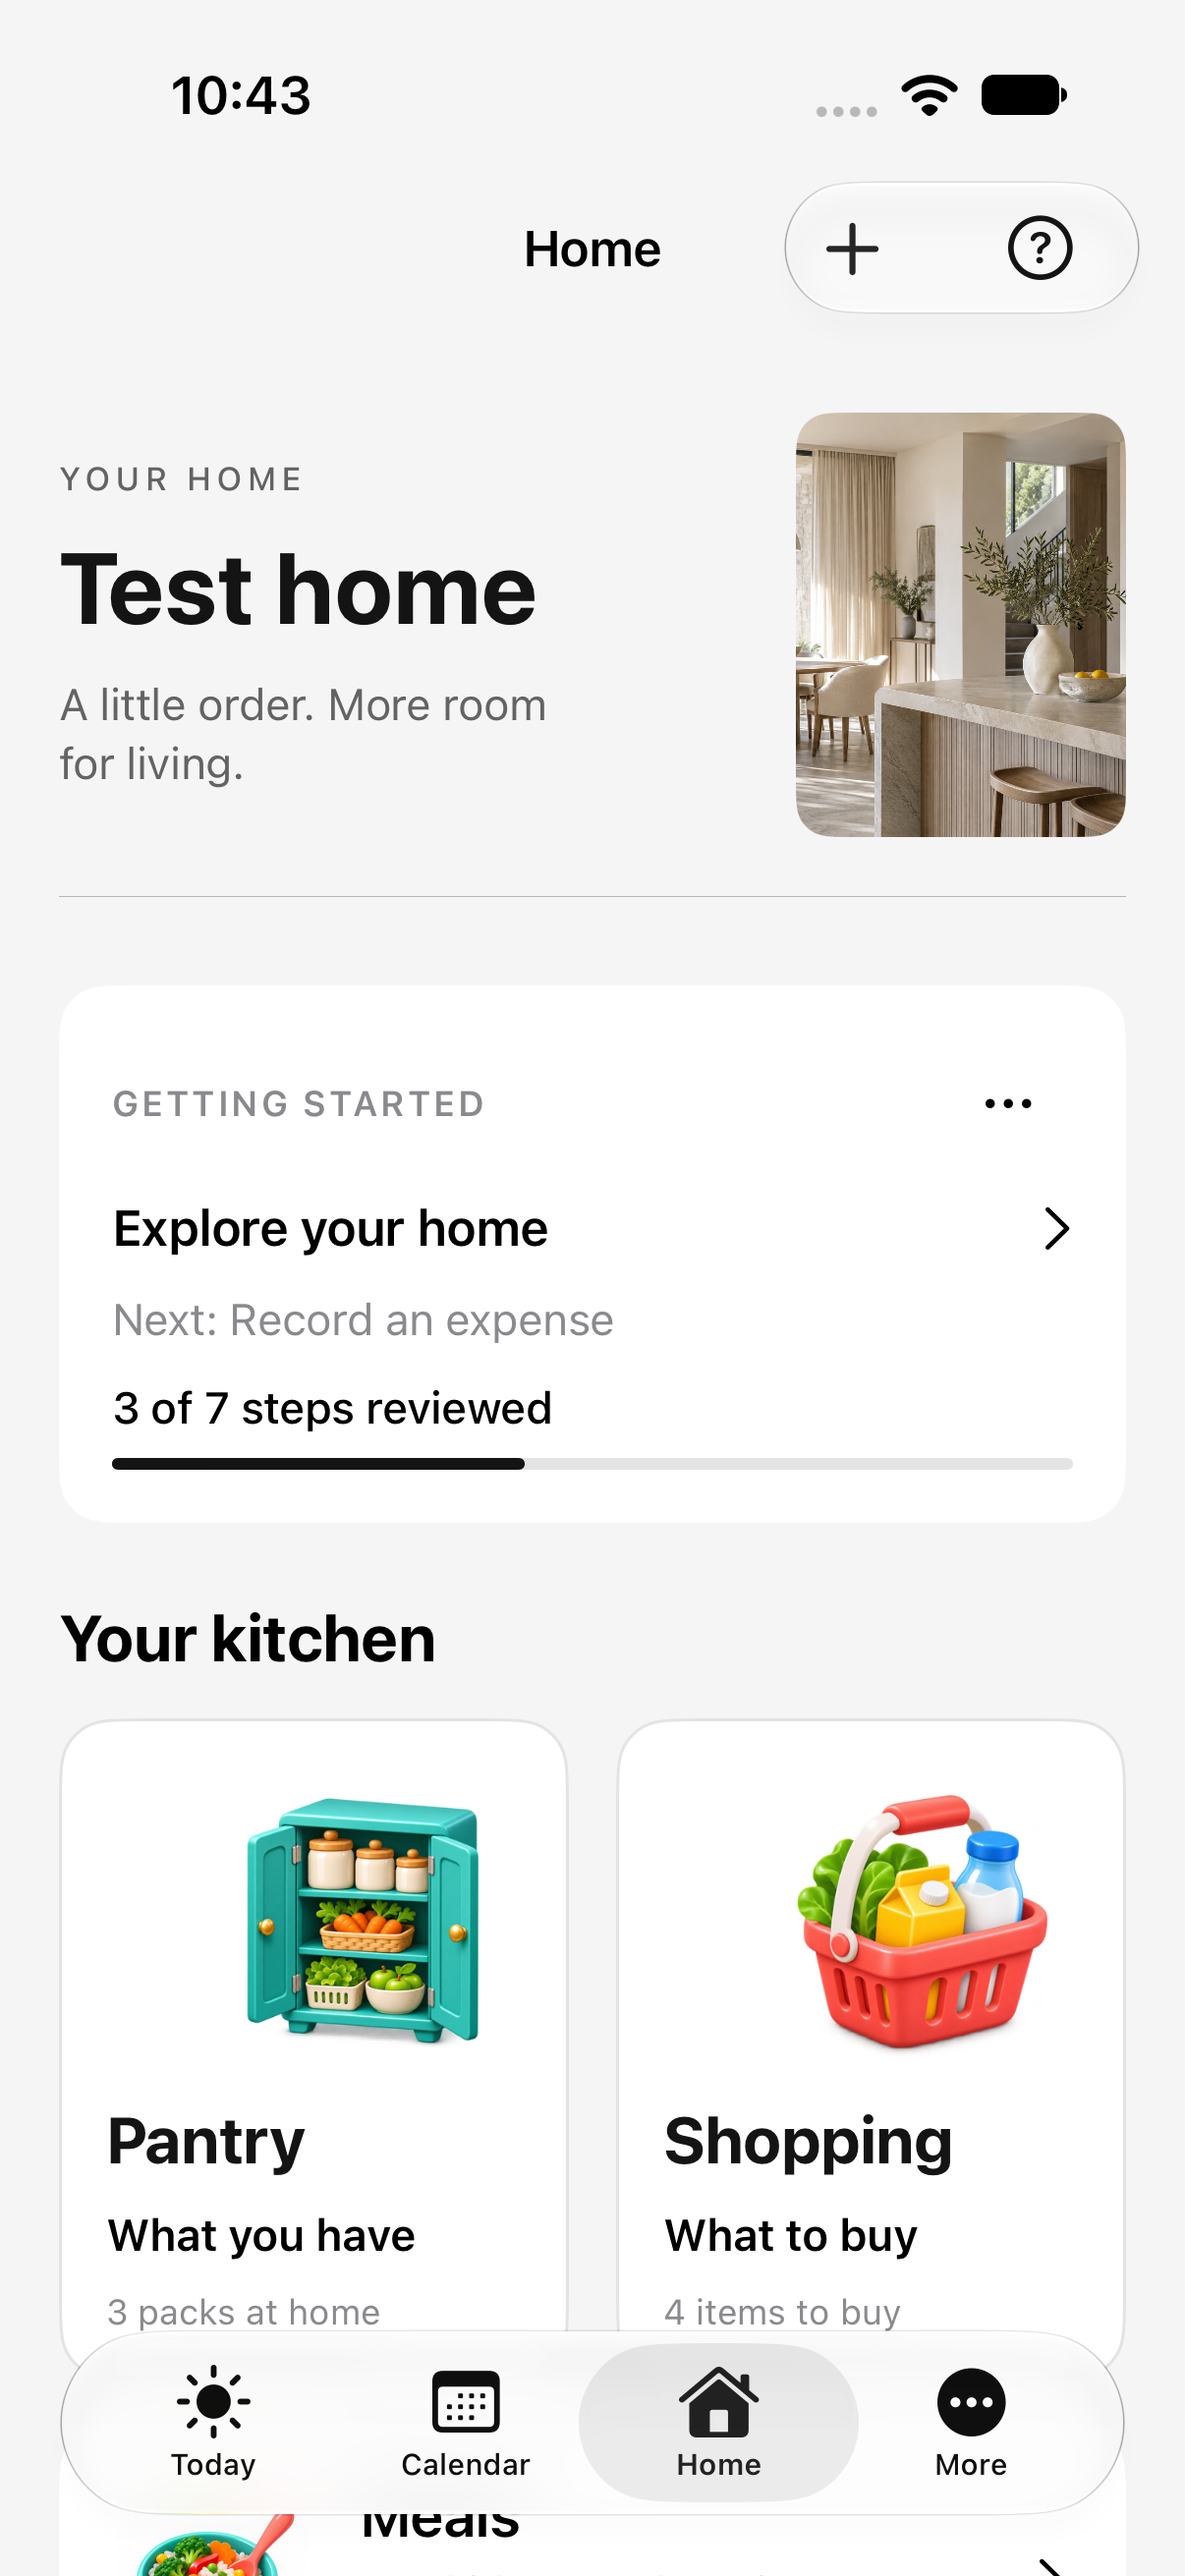 10:43
Home
YOUR HOME
Test home
A little order. More room
for living.
GETTING STARTED
Explore your home
Next: Record an expense
3 of 7 steps reviewed
Your kitchen
Pantry
Shopping
What you have
What to buy
3 packs at home
4 items to buy
Today
Calendar
Home
More
Meals